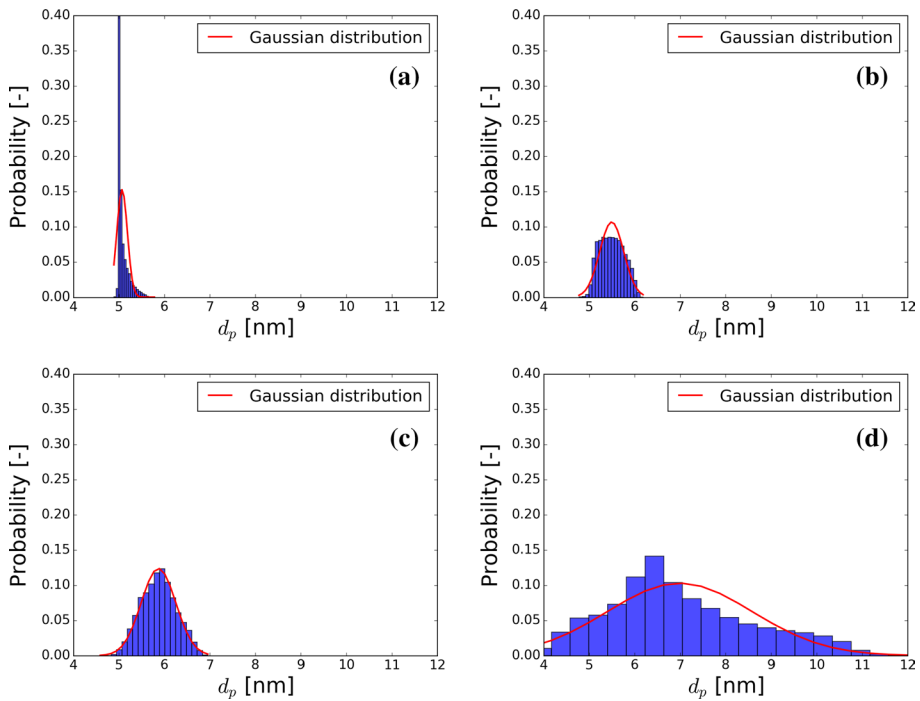 0.40
0.35
0.30
0.25
0.20
0.15
0.10
0.05
0.00
Probability [-]
Gaussian distribution
(a)
4 5 6 7 8 9 10 11 12
d_p [nm]
0.40
0.35
0.30
0.25
0.20
0.15
0.10
0.05
0.00
Probability [-]
Gaussian distribution
(b)
4 5 6 7 8 9 10 11 12
d_p [nm]
0.40
0.35
0.30
0.25
0.20
0.15
0.10
0.05
0.00
Probability [-]
Gaussian distribution
(c)
4 5 6 7 8 9 10 11 12
d_p [nm]
0.40
0.35
0.30
0.25
0.20
0.15
0.10
0.05
0.00
Probability [-]
Gaussian distribution
(d)
4 5 6 7 8 9 10 11 12
d_p [nm]